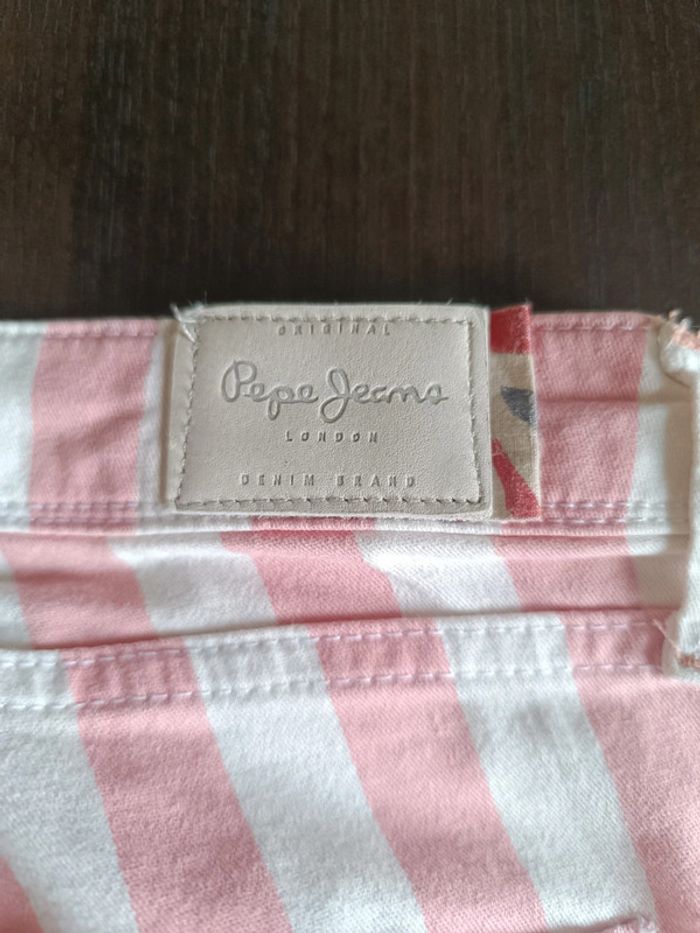 ORIGINAL
Pepe Jeans
LONDON
DENIM BRAND